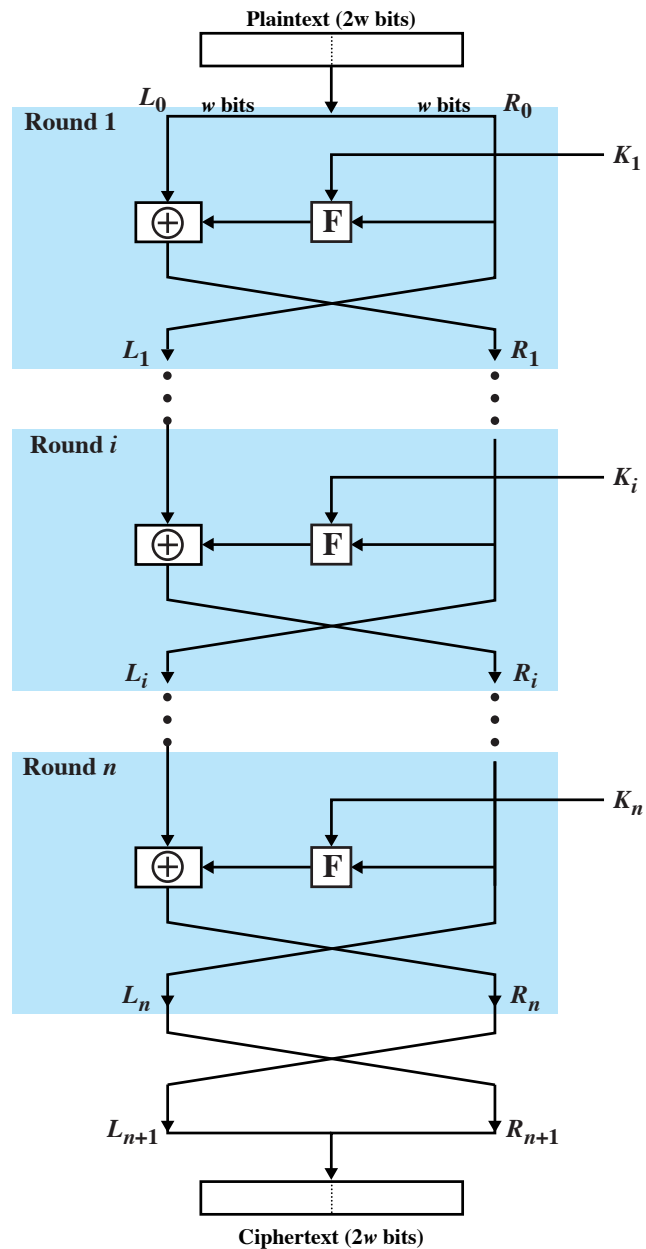 Plaintext (2w bits)
L₀ w bits w bits R₀
Round 1
K₁
F
L₁ R₁
Round i
Kᵢ
F
Lᵢ Rᵢ
Round n
Kₙ
F
Lₙ Rₙ
Lₙ₊₁ Rₙ₊₁
Ciphertext (2w bits)